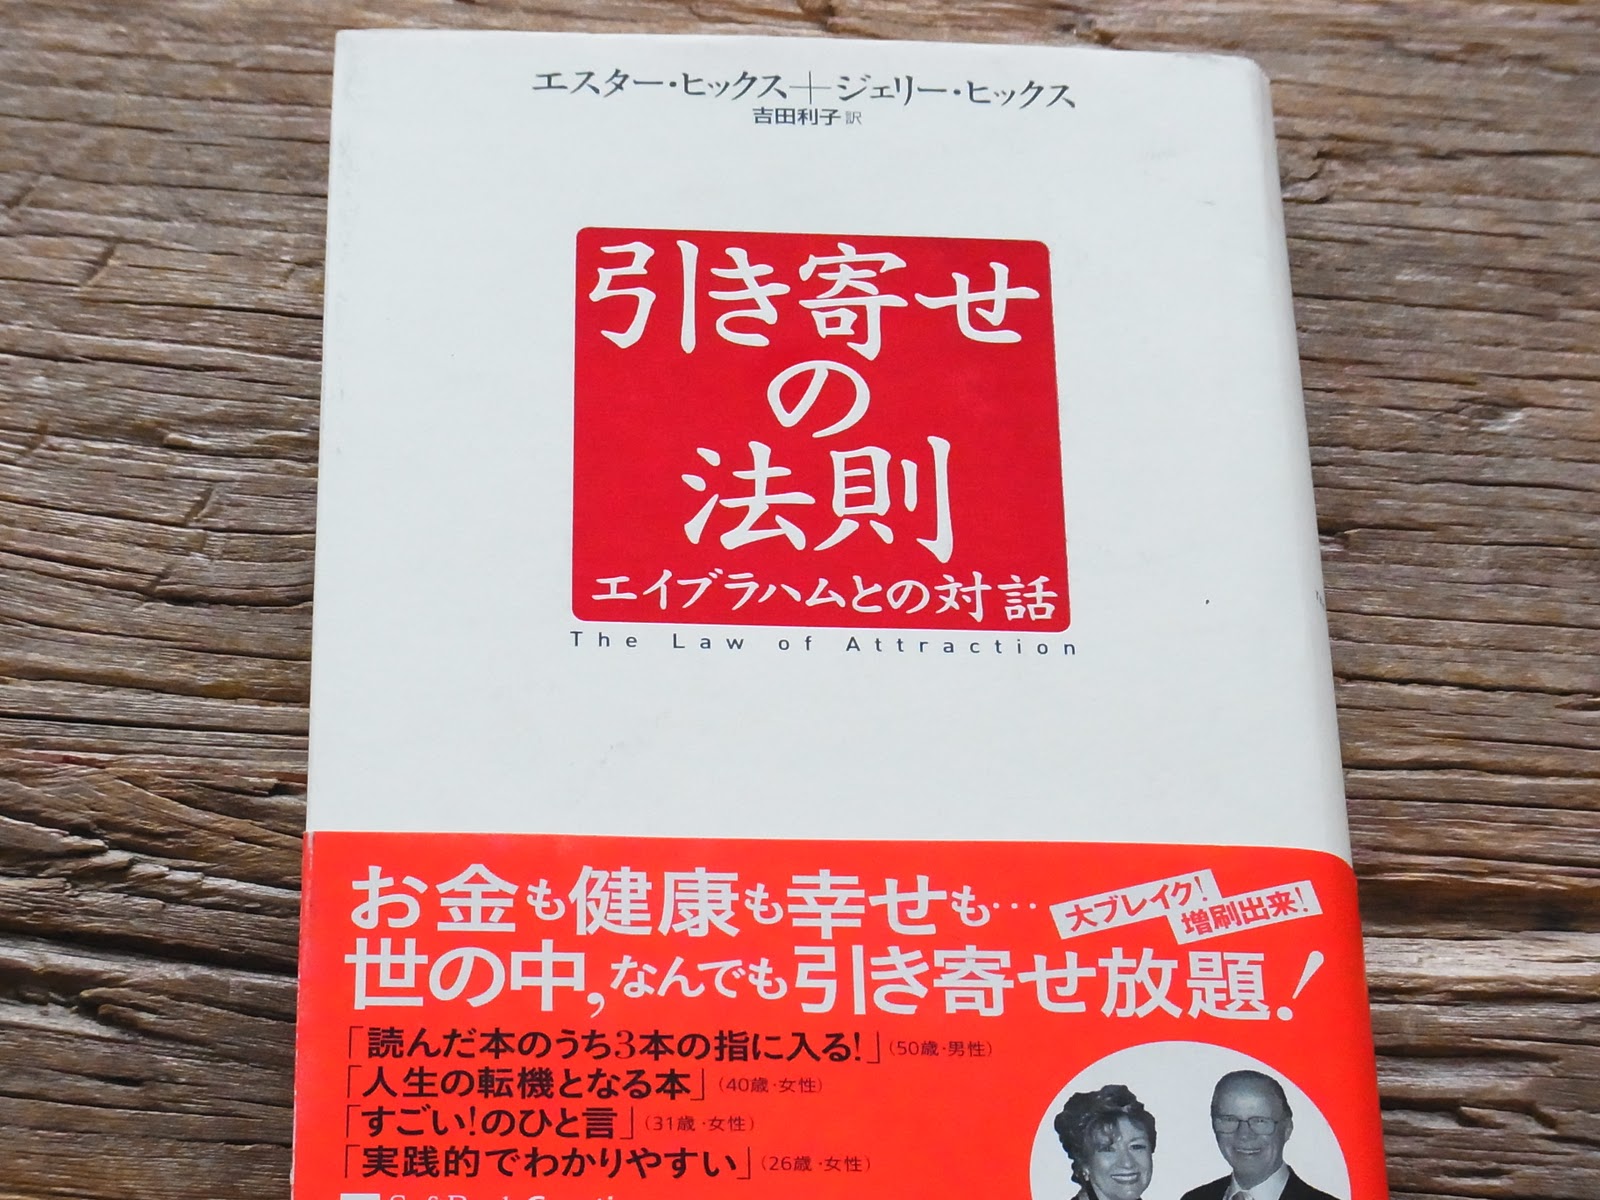 エスター・ヒックス+ジェリー・ヒックス
吉田利子 訳
引き寄せ
の
法則
エイブラハムとの対話
The Law of Attraction
お金も健康も幸せも…
大ブレイク!
増刷出来!
世の中,なんでも引き寄せ放題!
「読んだ本のうち3本の指に入る!」(50歳・男性)
「人生の転機となる本」(40歳・女性)
「すごい!のひと言」(31歳・女性)
「実践的でわかりやすい」(26歳・女性)